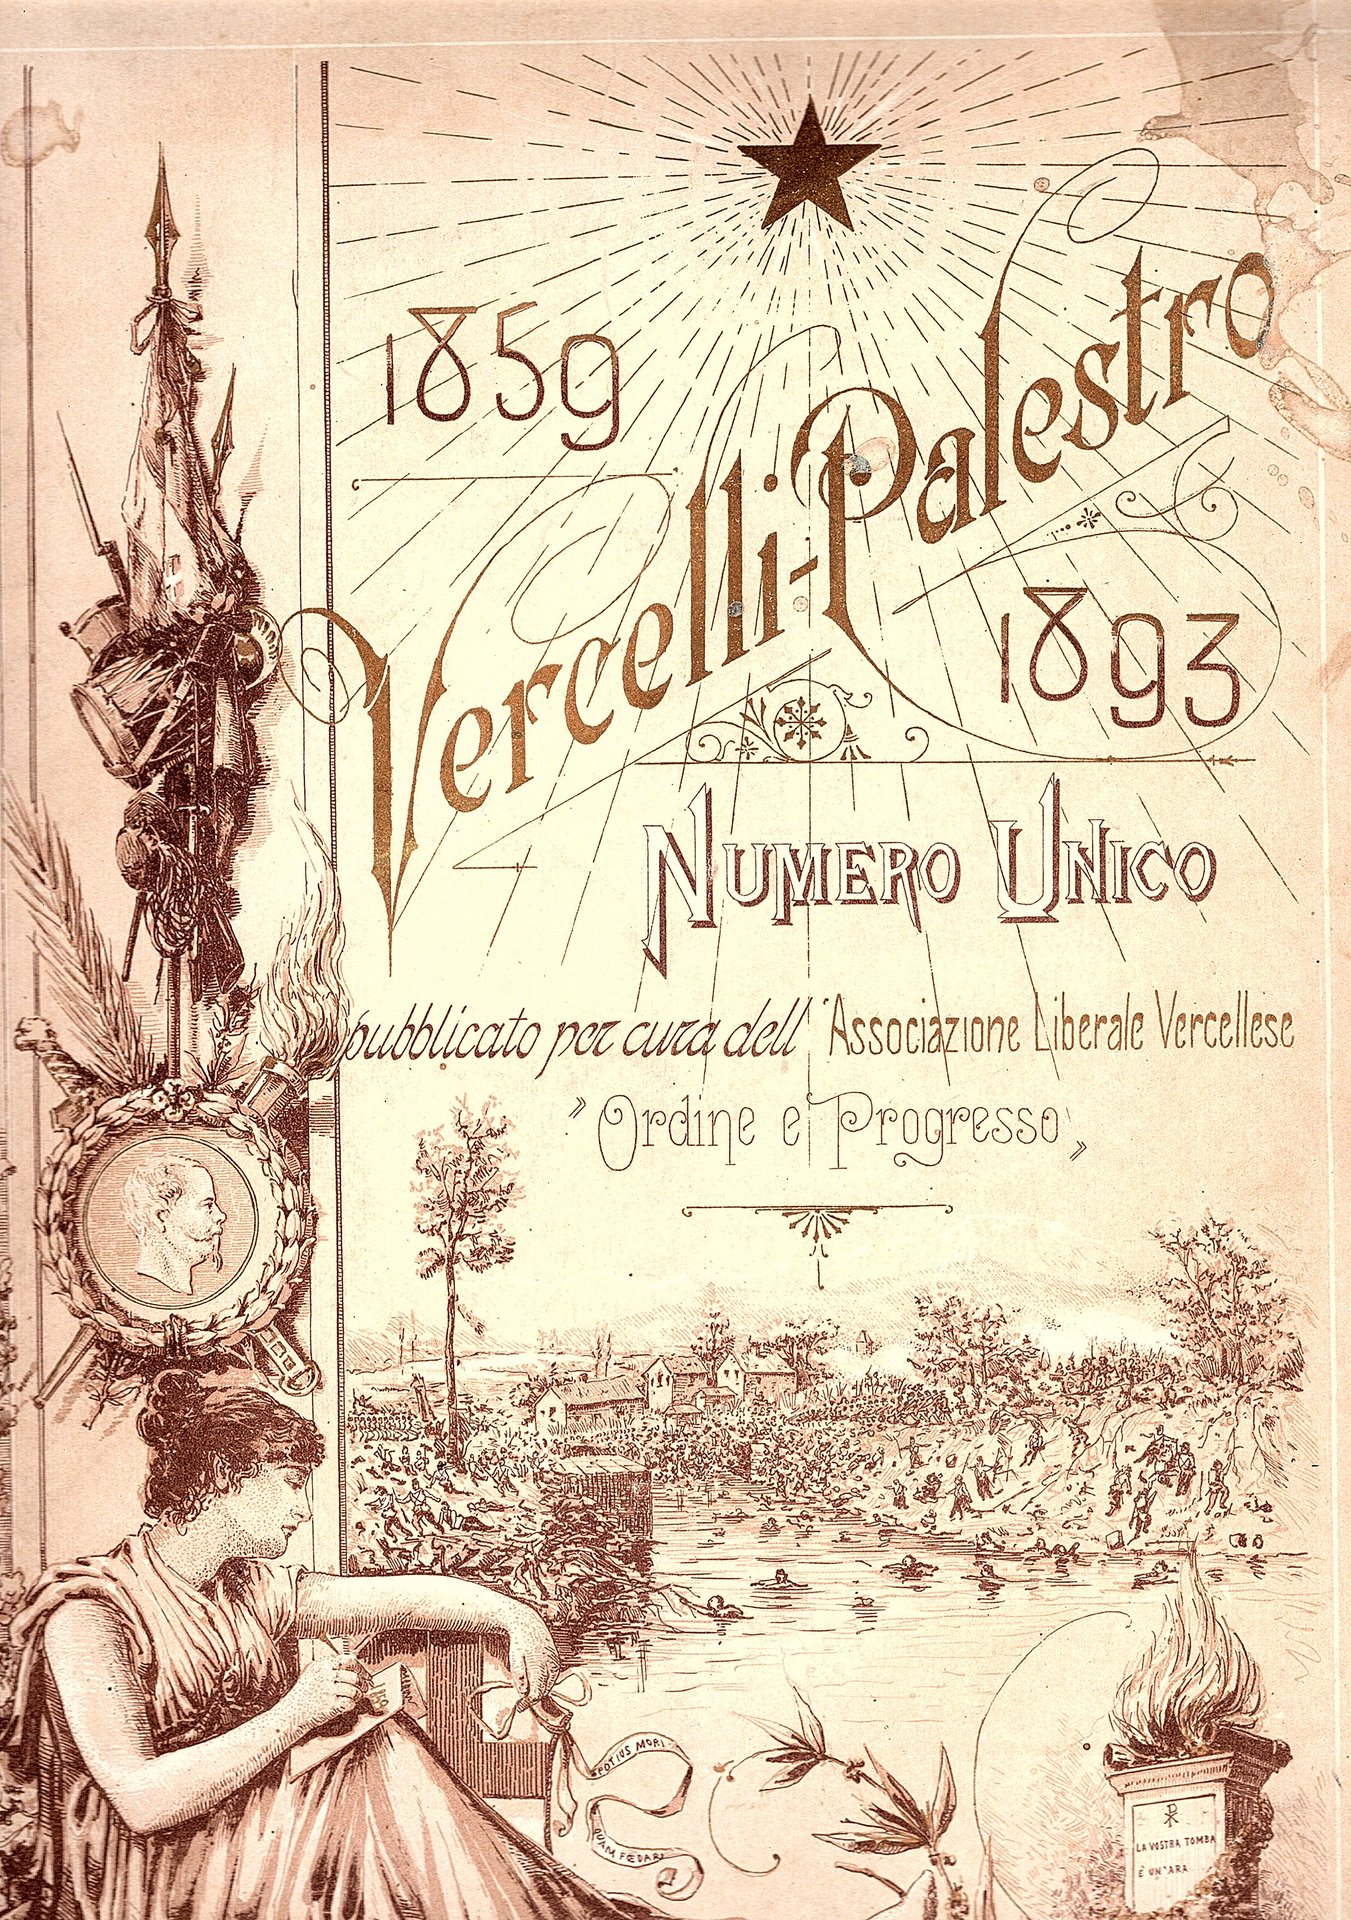 1859
Vercelli-Palestro
1893
NUMERO UNICO
pubblicato per cura dell' Associazione Liberale Vercellese
"Ordine e Progresso"
POTIUS MORI
QUAM FŒDARI
LA VOSTRA TOMBA
È UN'ARA